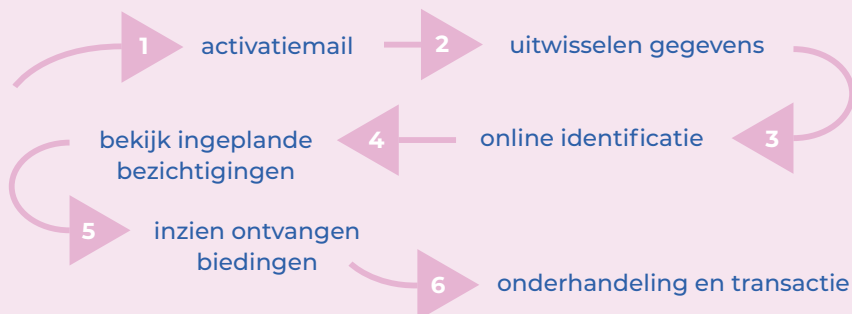 1 activatiemail
2 uitwisselen gegevens
3 online identificatie
4 bekijk ingeplande
bezichtigingen
5 inzien ontvangen
biedingen
6 onderhandeling en transactie